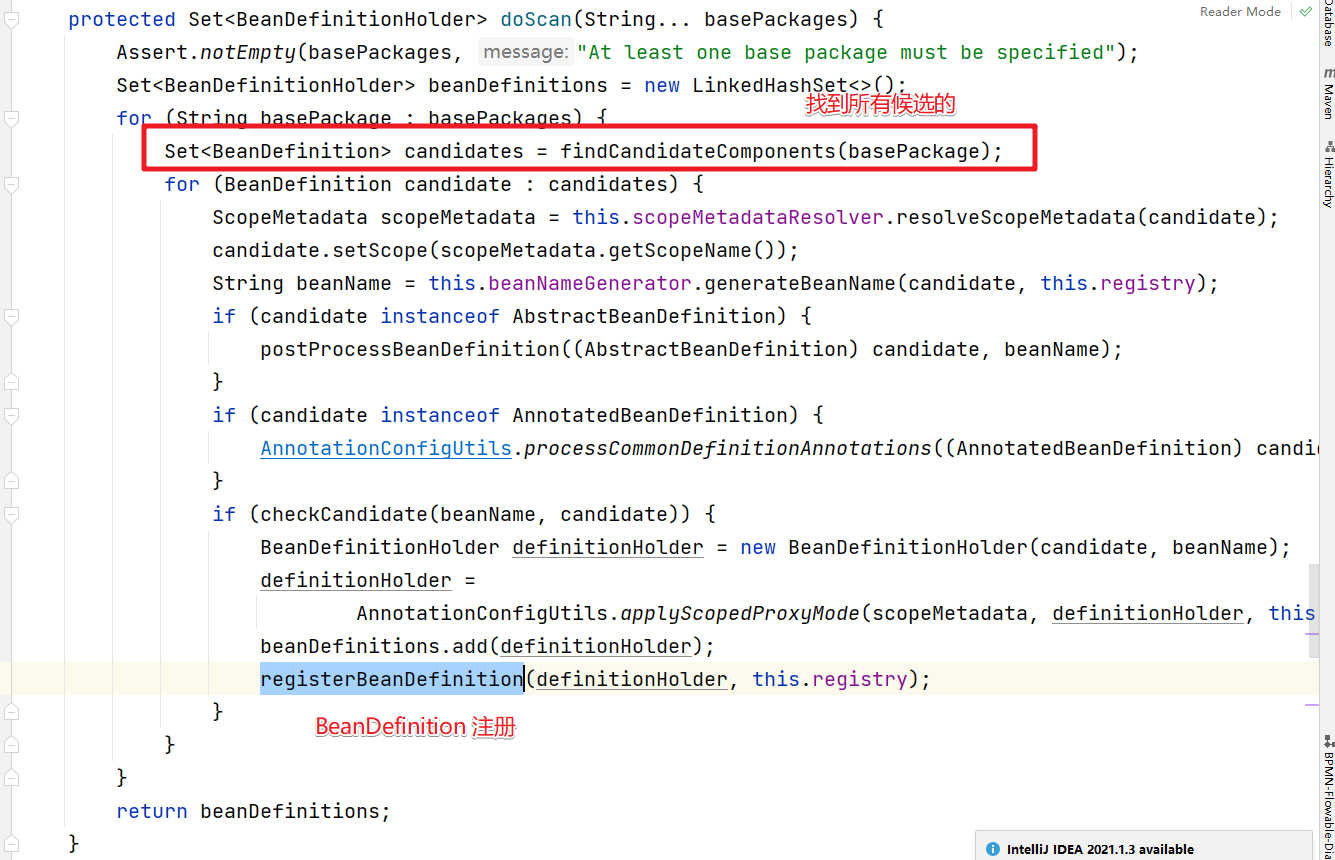 protected Set<BeanDefinitionHolder> doScan(String... basePackages) {
Reader Mode
Assert.notEmpty(basePackages, message: "At least one base package must be specified");
Set<BeanDefinitionHolder> beanDefinitions = new LinkedHashSet<>();
找到所有候选的
for (String basePackage : basePackages) {
Set<BeanDefinition> candidates = findCandidateComponents(basePackage);
for (BeanDefinition candidate : candidates) {
ScopeMetadata scopeMetadata = this.scopeMetadataResolver.resolveScopeMetadata(candidate);
candidate.setScope(scopeMetadata.getScopeName());
String beanName = this.beanNameGenerator.generateBeanName(candidate, this.registry);
if (candidate instanceof AbstractBeanDefinition) {
postProcessBeanDefinition((AbstractBeanDefinition) candidate, beanName);
}
if (candidate instanceof AnnotatedBeanDefinition) {
AnnotationConfigUtils.processCommonDefinitionAnnotations((AnnotatedBeanDefinition) candid
}
if (checkCandidate(beanName, candidate)) {
BeanDefinitionHolder definitionHolder = new BeanDefinitionHolder(candidate, beanName);
definitionHolder =
AnnotationConfigUtils.applyScopedProxyMode(scopeMetadata, definitionHolder, this
beanDefinitions.add(definitionHolder);
registerBeanDefinition(definitionHolder, this.registry);
}
BeanDefinition 注册
}
}
return beanDefinitions;
}
Database
Maven
Hierarchy
BPMN-Flowable-Dia
IntelliJ IDEA 2021.1.3 available